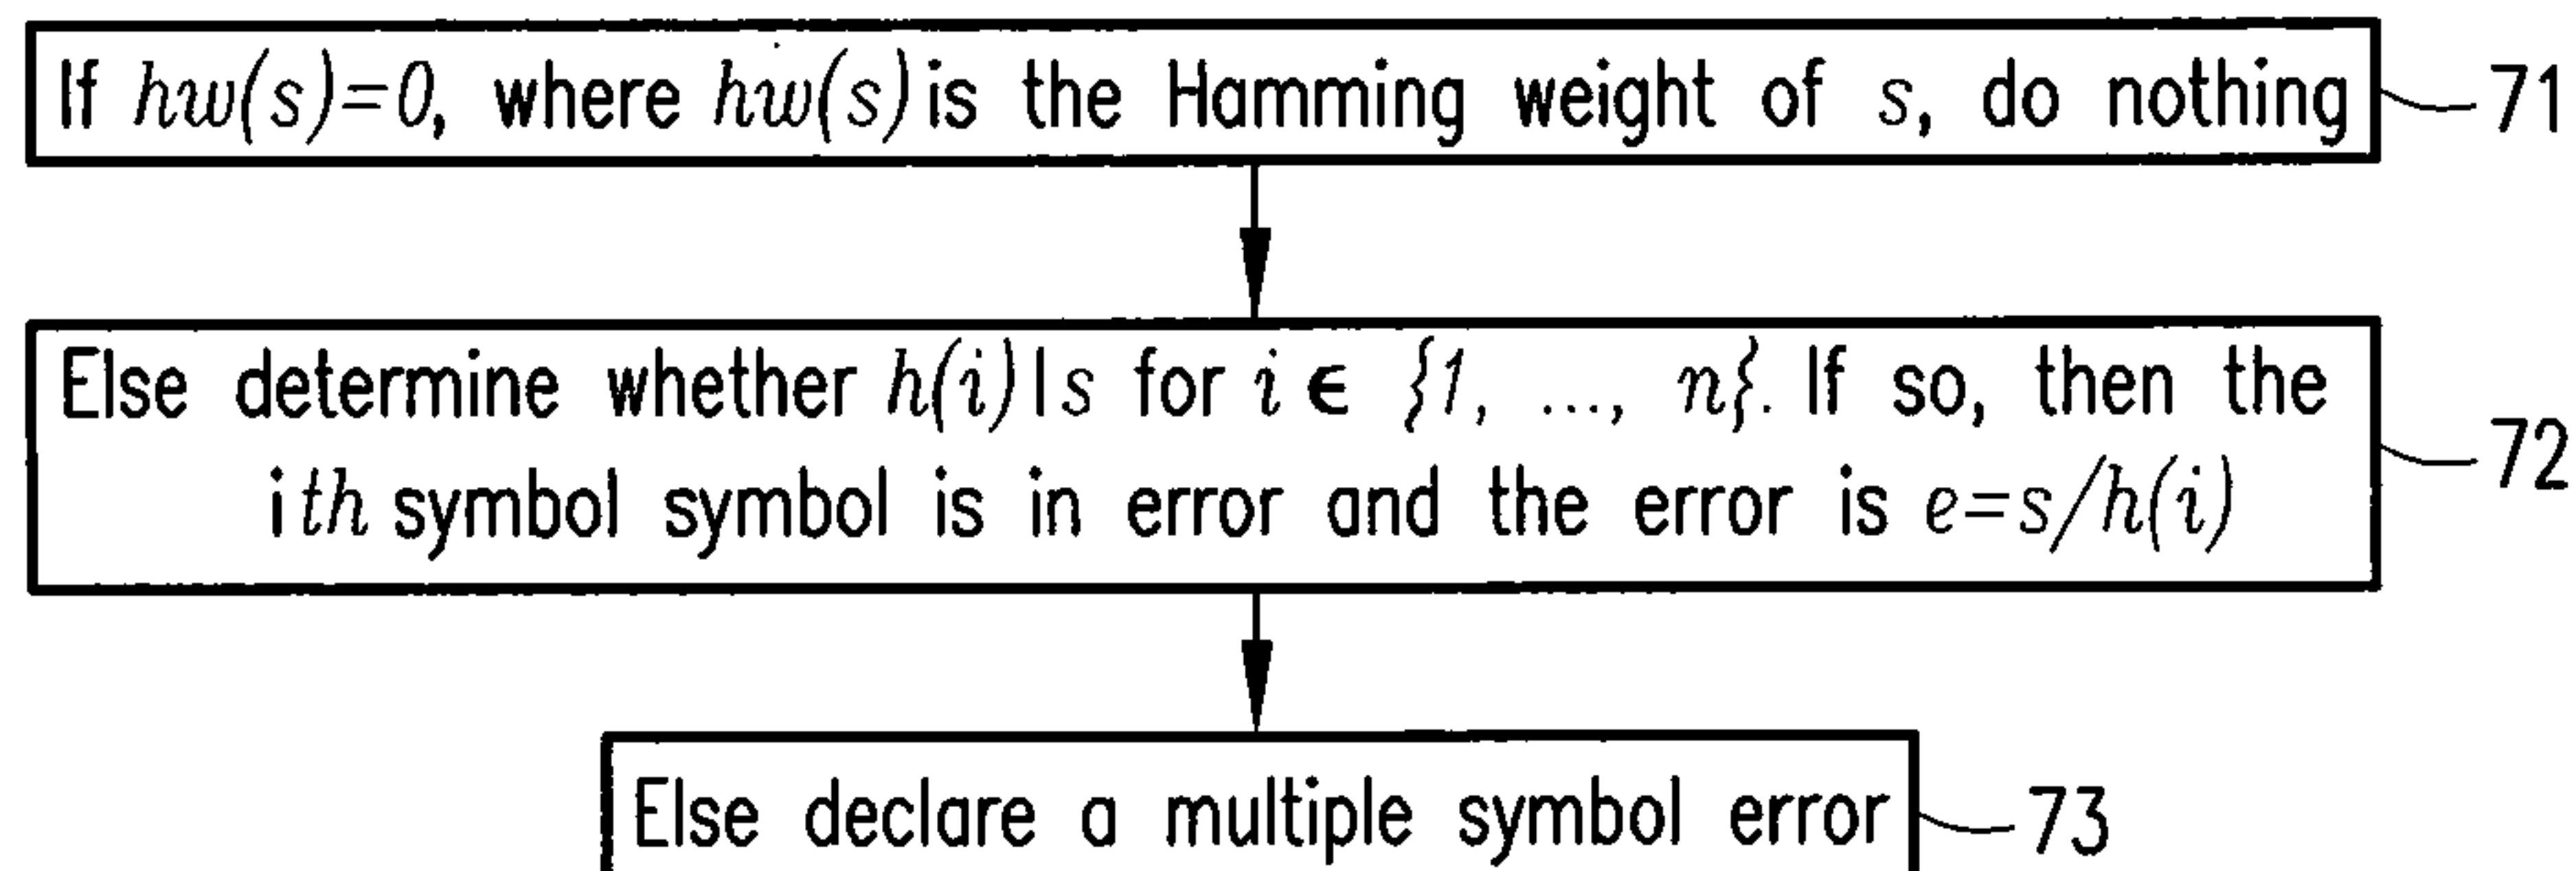 If hw(s)=0, where hw(s) is the Hamming weight of s, do nothing
71
Else determine whether h(i)|s for i ϵ {1, ..., n}. If so, then the
ith symbol symbol is in error and the error is e=s/h(i)
72
Else declare a multiple symbol error
73